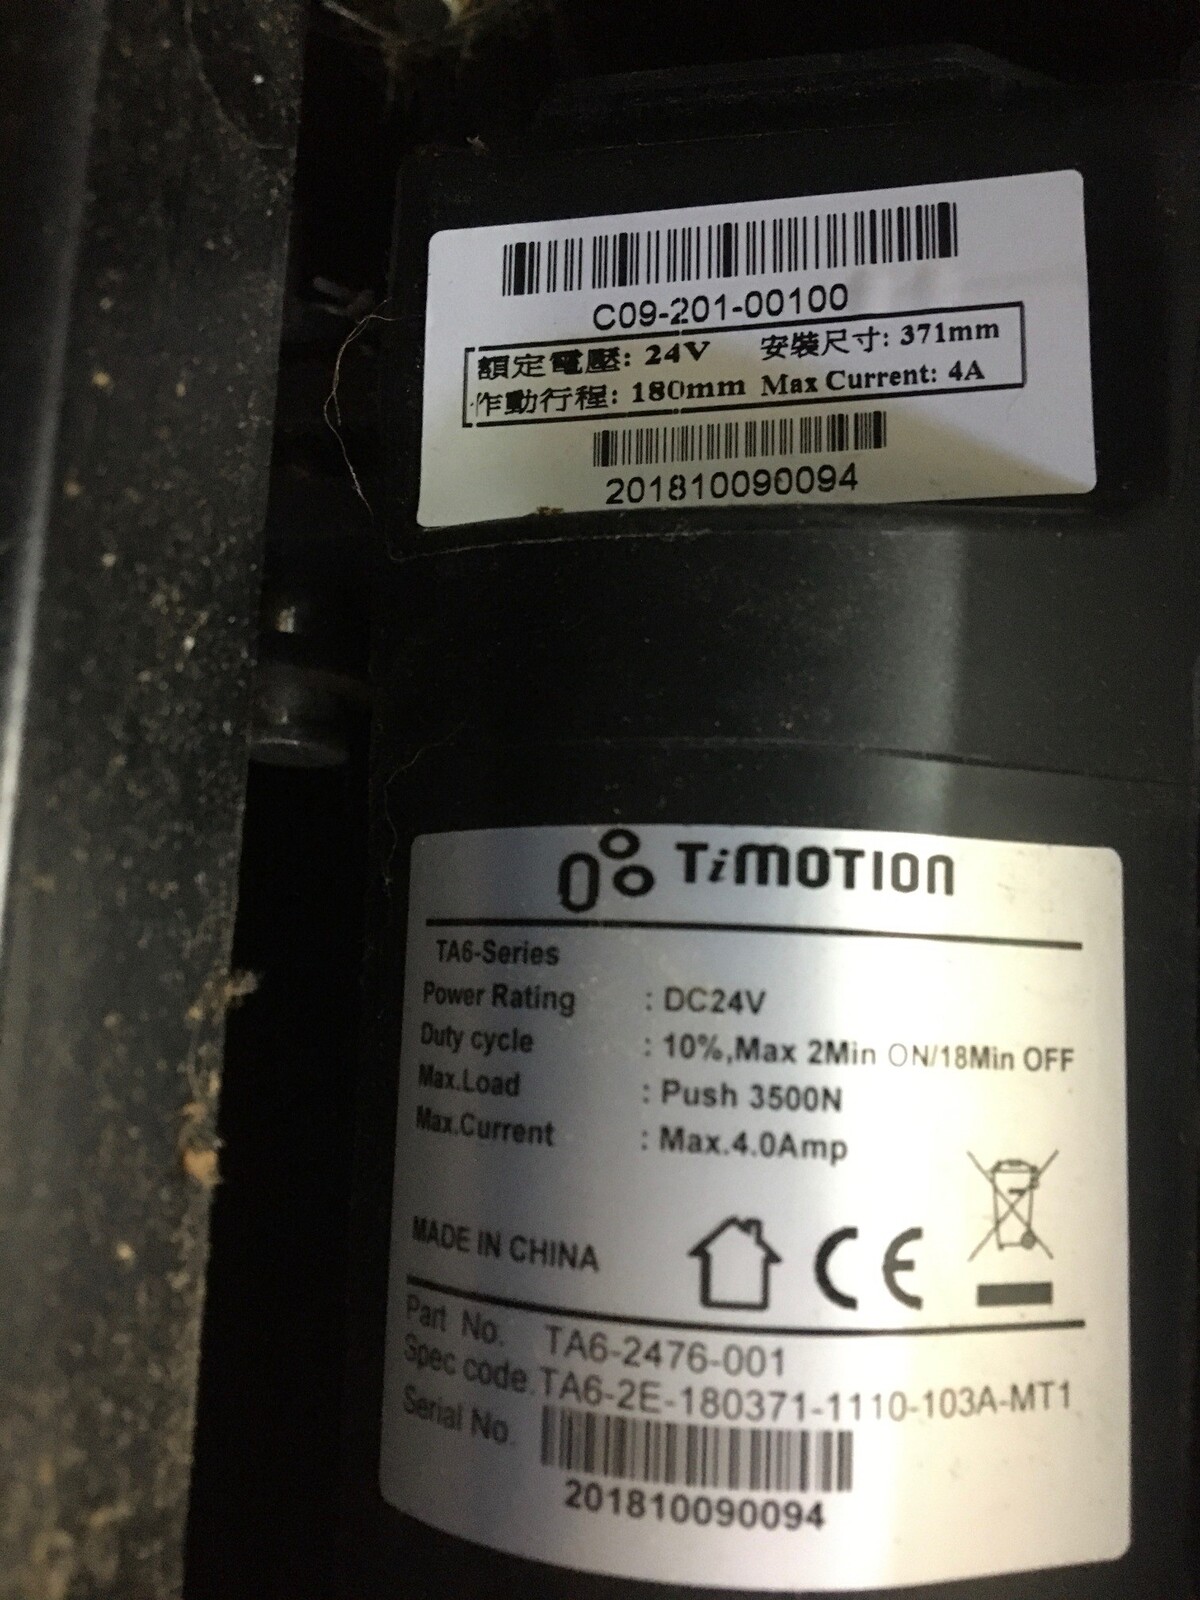 C09-201-00100
額定電壓: 24V 安裝尺寸: 371mm
作動行程: 180mm Max Current: 4A
201810090094
TiMOTION
TA6-Series
Power Rating : DC24V
Duty cycle : 10%,Max 2Min ON/18Min OFF
Max.Load : Push 3500N
Max.Current : Max.4.0Amp
MADE IN CHINA CE
Part No. TA6-2476-001
Spec code. TA6-2E-180371-1110-103A-MT1
Serial No.
201810090094